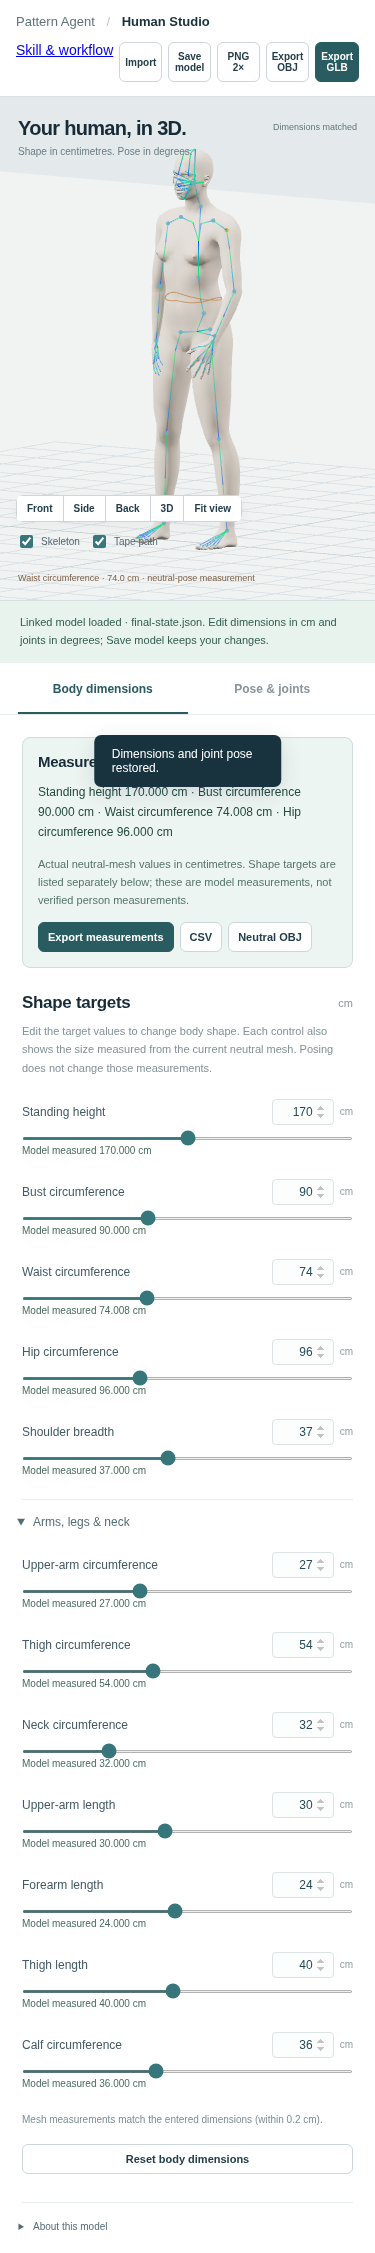 Pattern Agent / Human Studio
Skill & workflow
Import
Save model
PNG 2×
Export OBJ
Export GLB
Your human, in 3D.
Dimensions matched
Shape in centimetres. Pose in degrees.
Front
Side
Back
3D
Fit view
Skeleton
Tape path
Waist circumference · 74.0 cm · neutral-pose measurement
Linked model loaded · final-state.json. Edit dimensions in cm and
joints in degrees; Save model keeps your changes.
Body dimensions
Pose & joints
Dimensions and joint pose
restored.
Standing height 170.000 cm · Bust circumference
90.000 cm · Waist circumference 74.008 cm · Hip
circumference 96.000 cm
Actual neutral-mesh values in centimetres. Shape targets are
listed separately below; these are model measurements, not
verified person measurements.
Export measurements
CSV
Neutral OBJ
Shape targets
cm
Edit the target values to change body shape. Each control also
shows the size measured from the current neutral mesh. Posing
does not change those measurements.
Standing height 170 cm
Model measured 170.000 cm
Bust circumference 90 cm
Model measured 90.000 cm
Waist circumference 74 cm
Model measured 74.008 cm
Hip circumference 96 cm
Model measured 96.000 cm
Shoulder breadth 37 cm
Model measured 37.000 cm
Arms, legs & neck
Upper-arm circumference 27 cm
Model measured 27.000 cm
Thigh circumference 54 cm
Model measured 54.000 cm
Neck circumference 32 cm
Model measured 32.000 cm
Upper-arm length 30 cm
Model measured 30.000 cm
Forearm length 24 cm
Model measured 24.000 cm
Thigh length 40 cm
Model measured 40.000 cm
Calf circumference 36 cm
Model measured 36.000 cm
Mesh measurements match the entered dimensions (within 0.2 cm).
Reset body dimensions
About this model